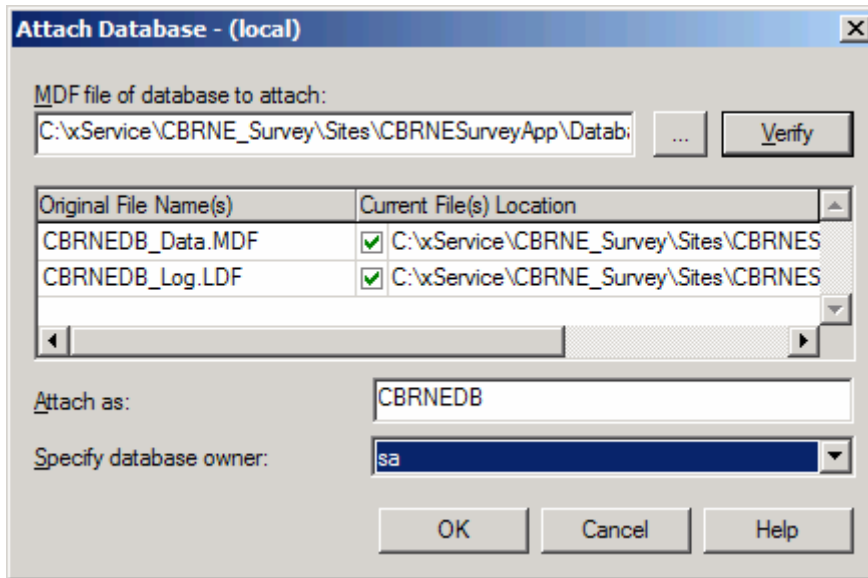 Attach Database - (local)
MDF file of database to attach:
C:\xService\CBRNE_Survey\Sites\CBRNESurveyApp\Databa
... Verify
Original File Name(s) Current File(s) Location
CBRNEDB_Data.MDF C:\xService\CBRNE_Survey\Sites\CBRNES
CBRNEDB_Log.LDF C:\xService\CBRNE_Survey\Sites\CBRNES
Attach as: CBRNEDB
Specify database owner: sa
OK Cancel Help